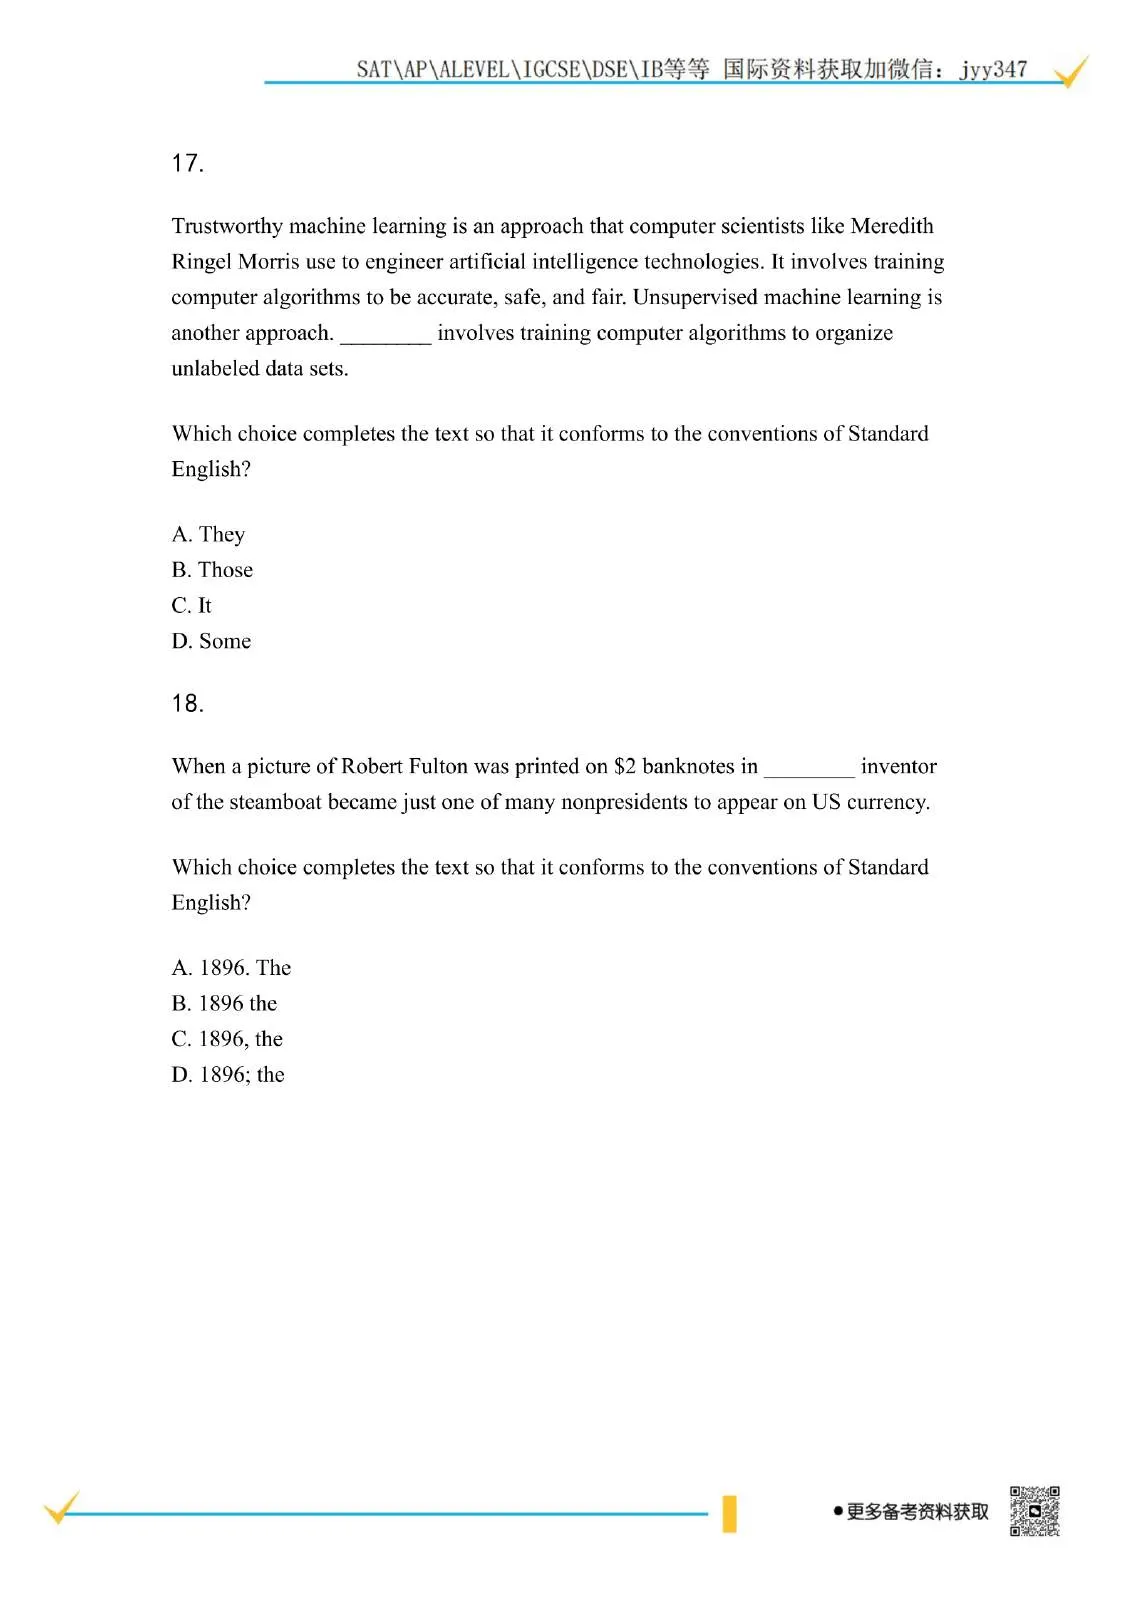 SAT\AP\ALEVEL\IGCSE\DSE\IB等等 国际资料获取加微信：jyy347
17.
Trustworthy machine learning is an approach that computer scientists like Meredith
Ringel Morris use to engineer artificial intelligence technologies. It involves training
computer algorithms to be accurate, safe, and fair. Unsupervised machine learning is
another approach. ________ involves training computer algorithms to organize
unlabeled data sets.
Which choice completes the text so that it conforms to the conventions of Standard
English?
A. They
B. Those
C. It
D. Some
18.
When a picture of Robert Fulton was printed on $2 banknotes in ________ inventor
of the steamboat became just one of many nonpresidents to appear on US currency.
Which choice completes the text so that it conforms to the conventions of Standard
English?
A. 1896. The
B. 1896 the
C. 1896, the
D. 1896; the
●更多备考资料获取